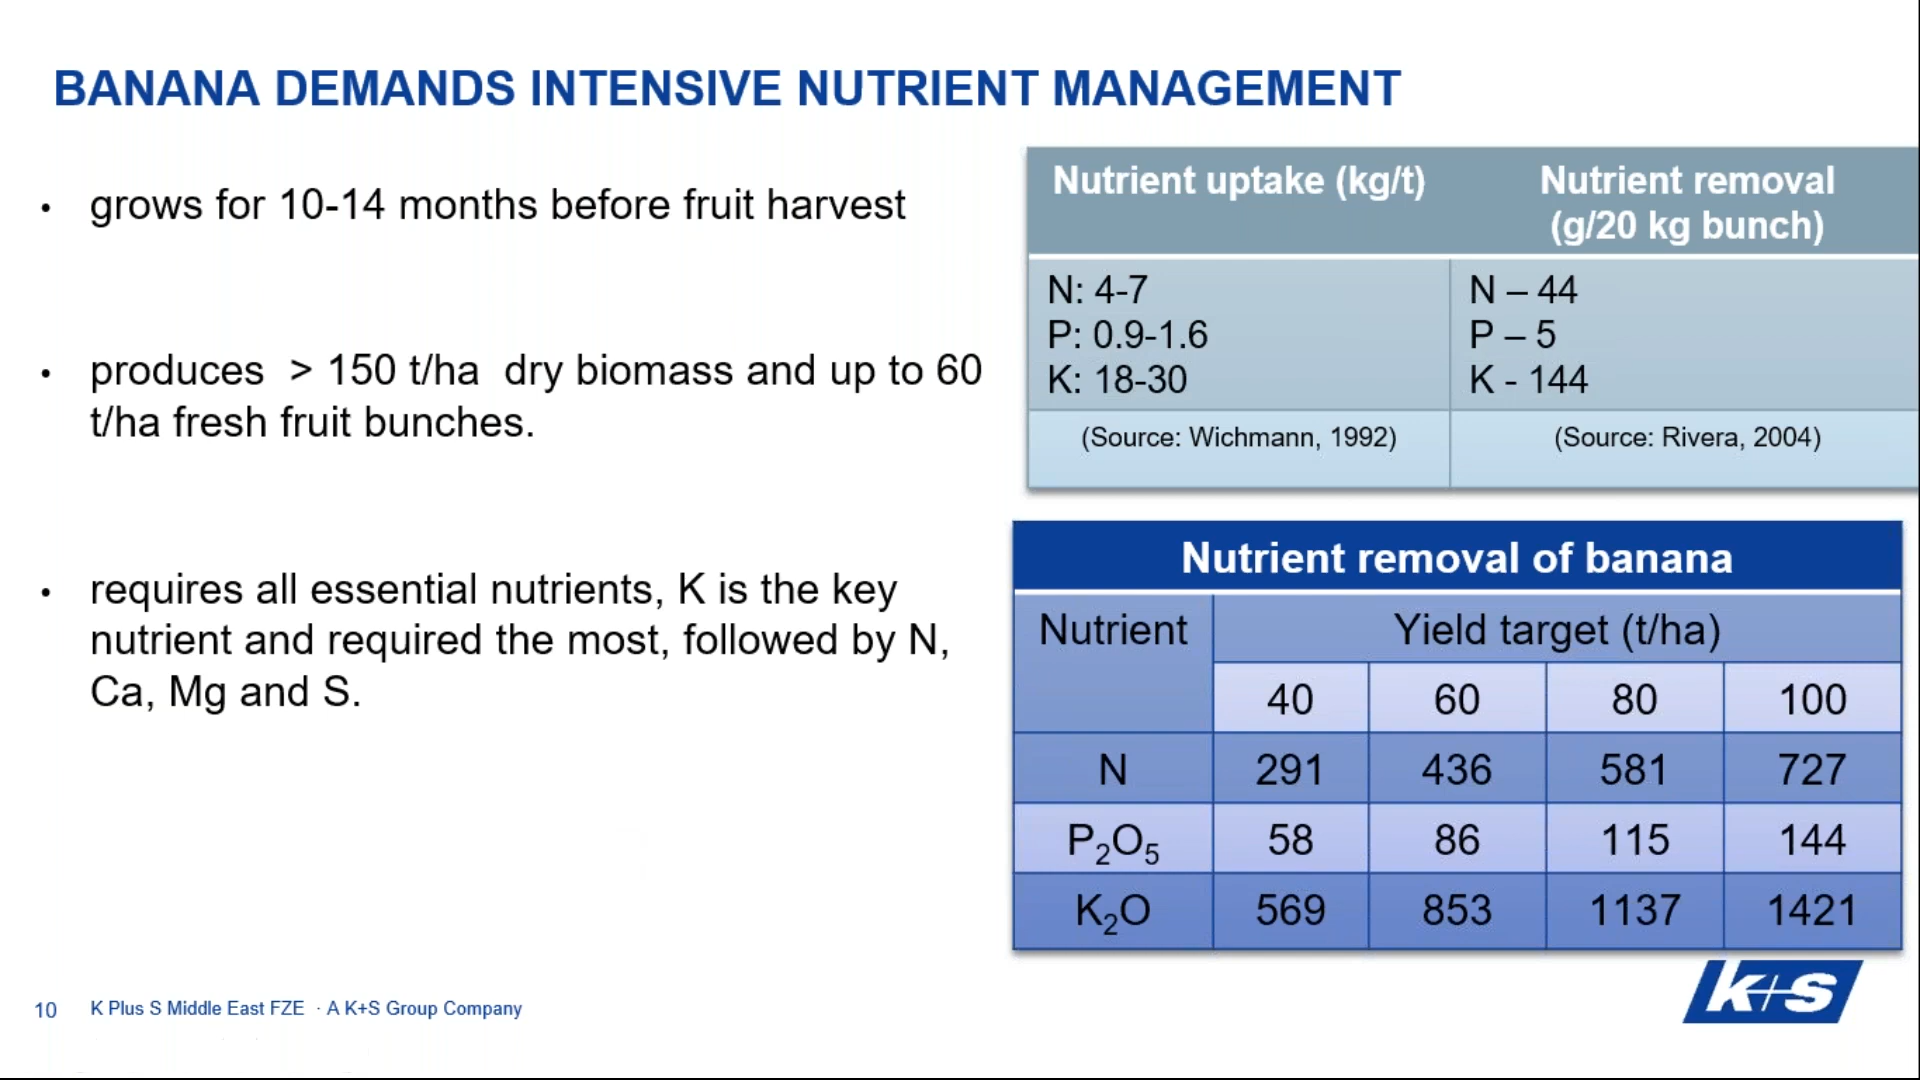 BANANA DEMANDS INTENSIVE NUTRIENT MANAGEMENT
• grows for 10-14 months before fruit harvest
• produces > 150 t/ha dry biomass and up to 60
t/ha fresh fruit bunches.
• requires all essential nutrients, K is the key
nutrient and required the most, followed by N,
Ca, Mg and S.
Nutrient uptake (kg/t) Nutrient removal
(g/20 kg bunch)
N: 4-7 N – 44
P: 0.9-1.6 P – 5
K: 18-30 K - 144
(Source: Wichmann, 1992) (Source: Rivera, 2004)
Nutrient removal of banana
Nutrient Yield target (t/ha)
40 60 80 100
N 291 436 581 727
P₂O₅ 58 86 115 144
K₂O 569 853 1137 1421
10 K Plus S Middle East FZE · A K+S Group Company
K+S